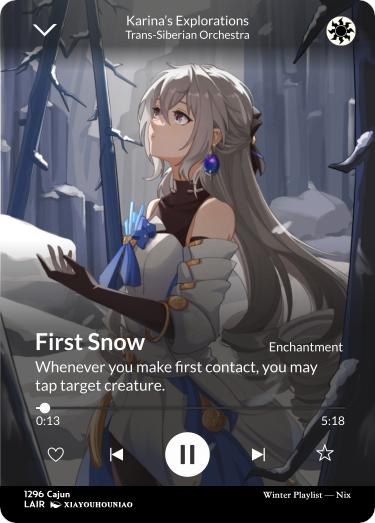 Karina's Explorations
Trans-Siberian Orchestra
First Snow
Enchantment
Whenever you make first contact, you may
tap target creature.
0:13
5:18
1296 Cajun
Winter Playlist — Nix
LAIR XIAYOUHOUNIAO